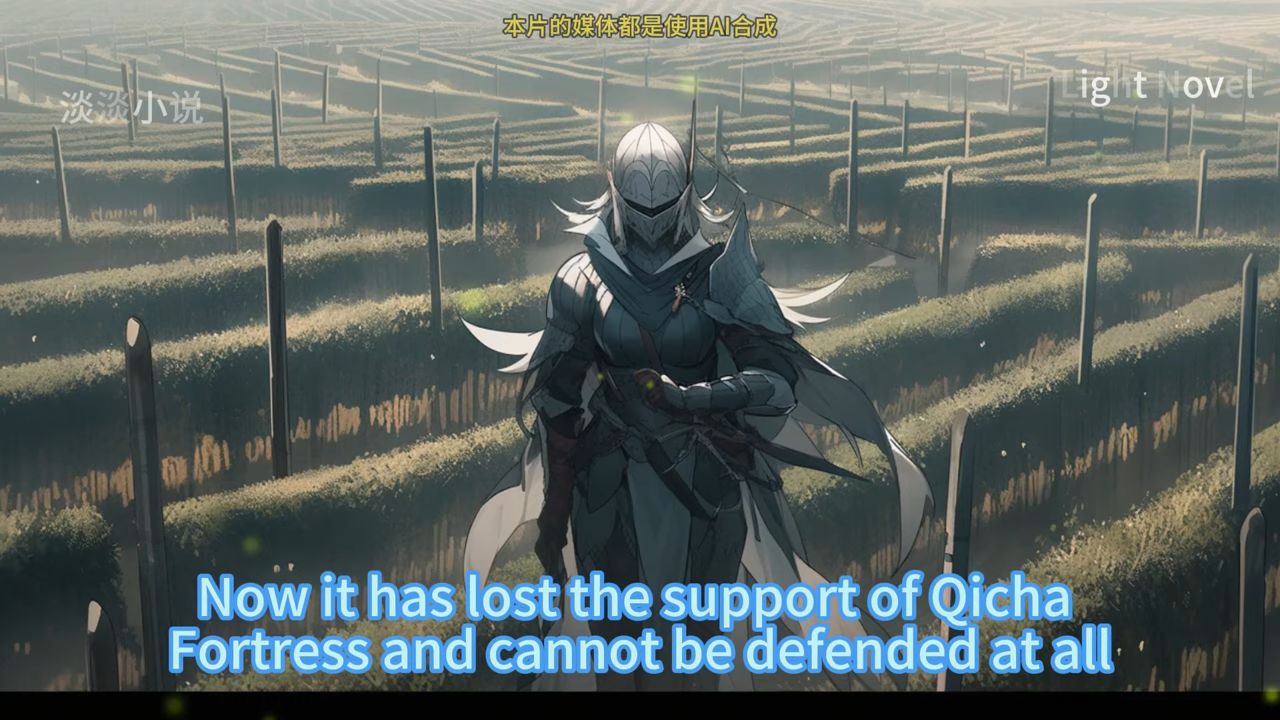 本片的媒体都是使用AI合成
Light Novel
淡淡小说
Now it has lost the support of Qicha
Fortress and cannot be defended at all